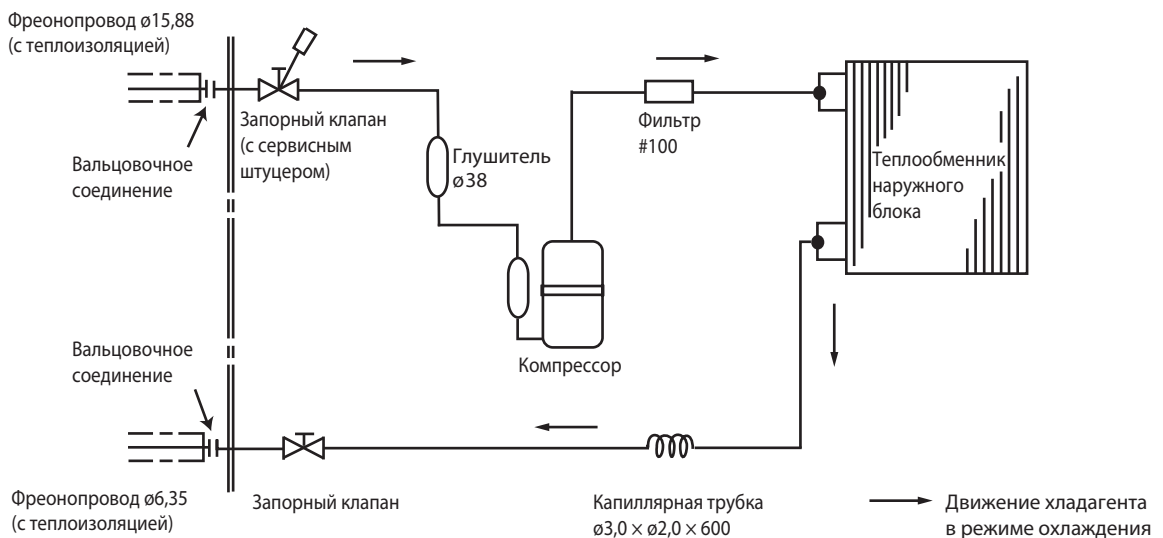 Фреонопровод ø15,88
(с теплоизоляцией)
Запорный клапан
(с сервисным
штуцером)
Вальцовочное
соединение
Глушитель
ø38
Фильтр
#100
Теплообменник
наружного
блока
Компрессор
Вальцовочное
соединение
Фреонопровод ø6,35
(с теплоизоляцией)
Запорный клапан
Капиллярная трубка
ø3,0 × ø2,0 × 600
Движение хладагента
в режиме охлаждения